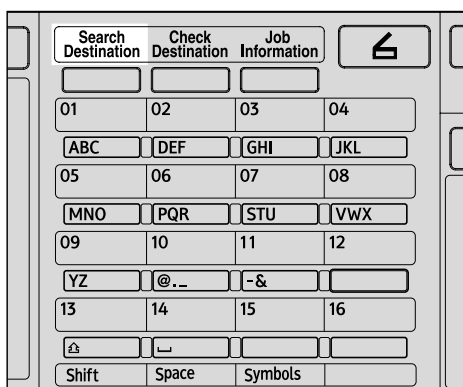 Search Destination Check Destination Job Information
01 02 03 04
ABC DEF GHI JKL
05 06 07 08
MNO PQR STU VWX
09 10 11 12
YZ @._ -&
13 14 15 16
Shift Space Symbols